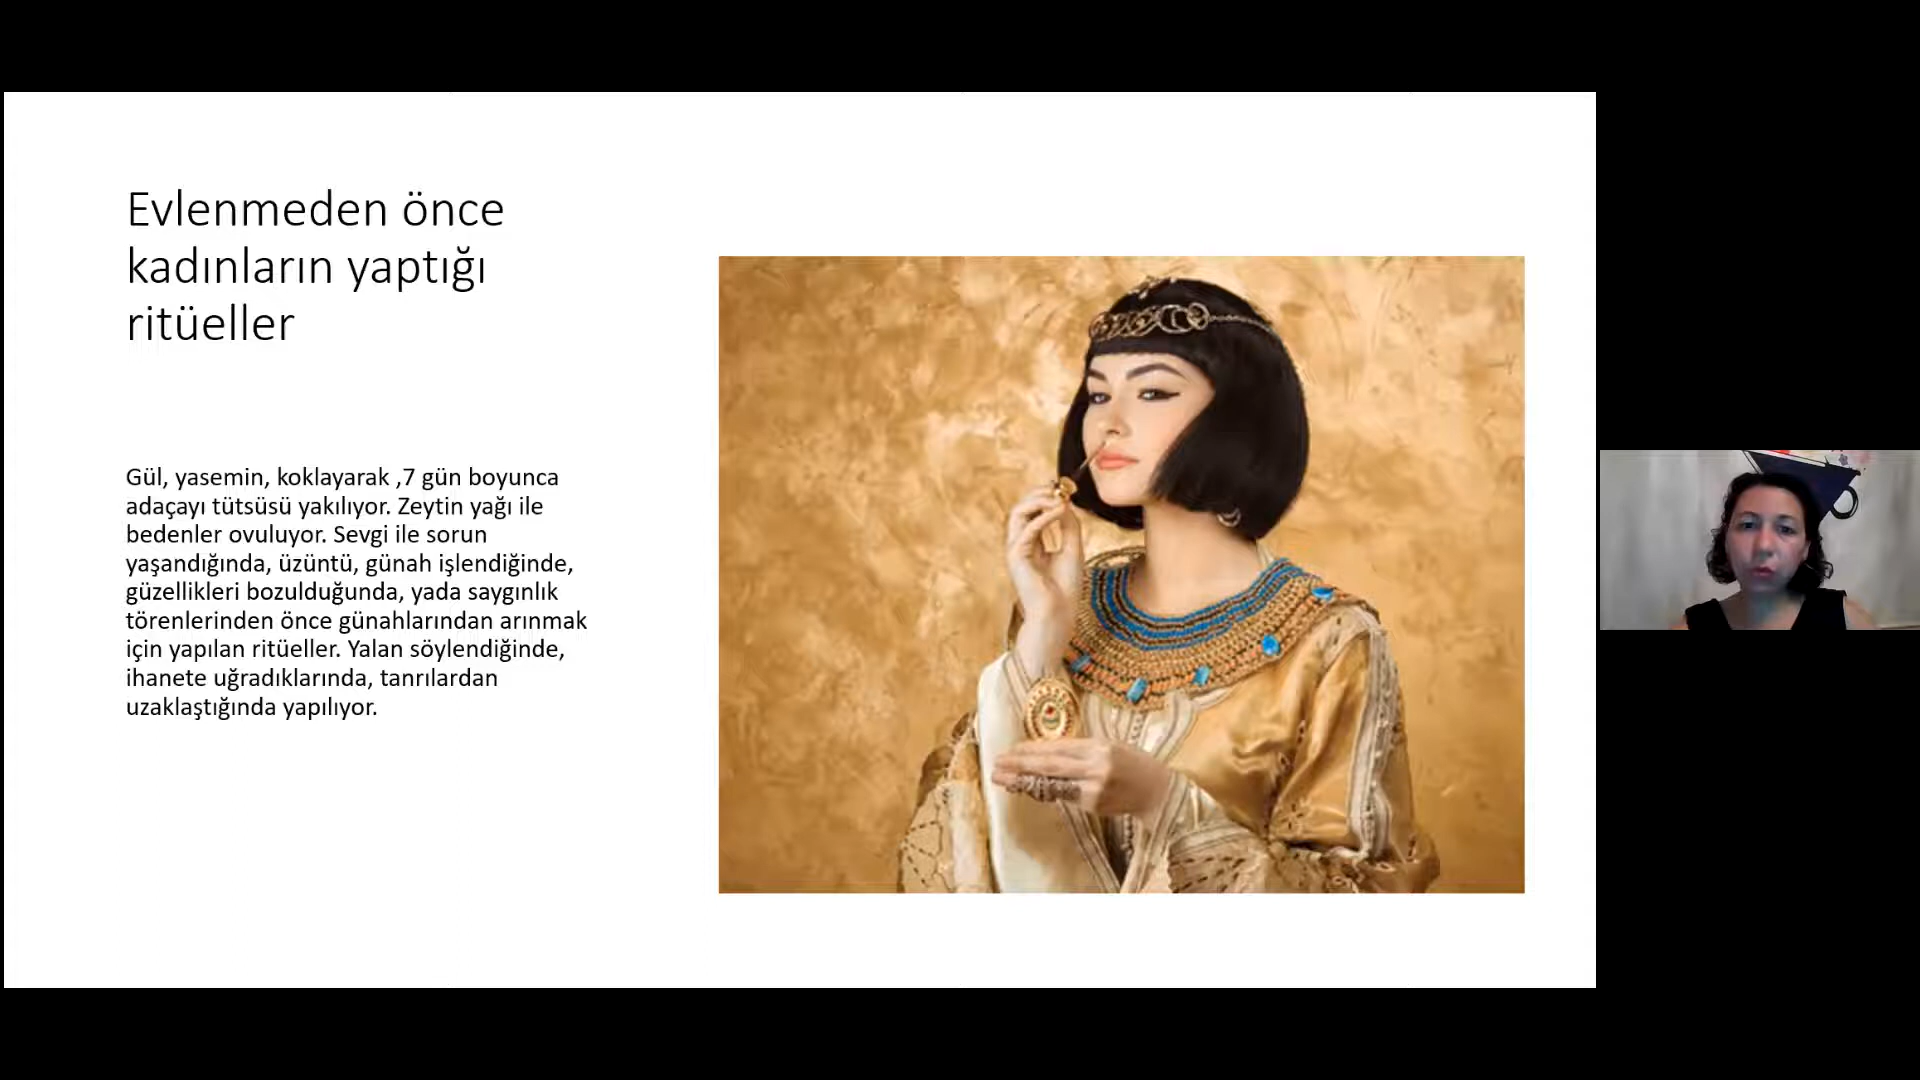 Evlenmeden önce
kadınların yaptığı
ritüeller
Gül, yasemin, koklayarak ,7 gün boyunca
adaçayı tütsüsü yakılıyor. Zeytin yağı ile
bedenler ovuluyor. Sevgi ile sorun
yaşandığında, üzüntü, günah işlendiğinde,
güzellikleri bozulduğunda, yada saygınlık
törenlerinden önce günahlarından arınmak
için yapılan ritüeller. Yalan söylendiğinde,
ihanete uğradıklarında, tanrılardan
uzaklaştığında yapılıyor.